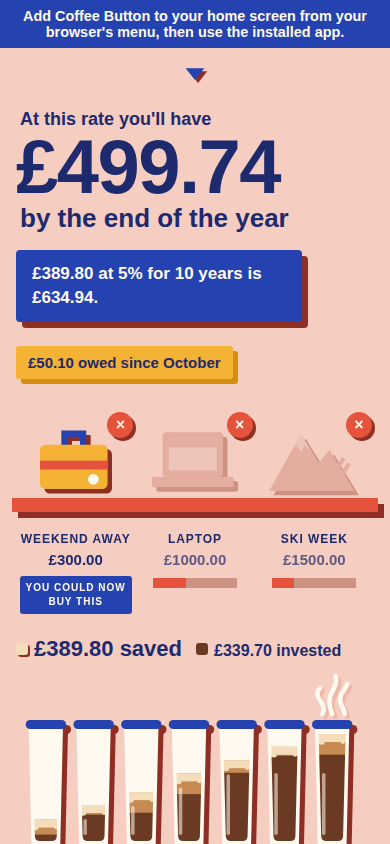 Add Coffee Button to your home screen from your
browser's menu, then use the installed app.
At this rate you'll have
£499.74
by the end of the year
£389.80 at 5% for 10 years is
£634.94.
£50.10 owed since October
× × ×
WEEKEND AWAY LAPTOP SKI WEEK
£300.00 £1000.00 £1500.00
YOU COULD NOW
BUY THIS
£389.80 saved £339.70 invested